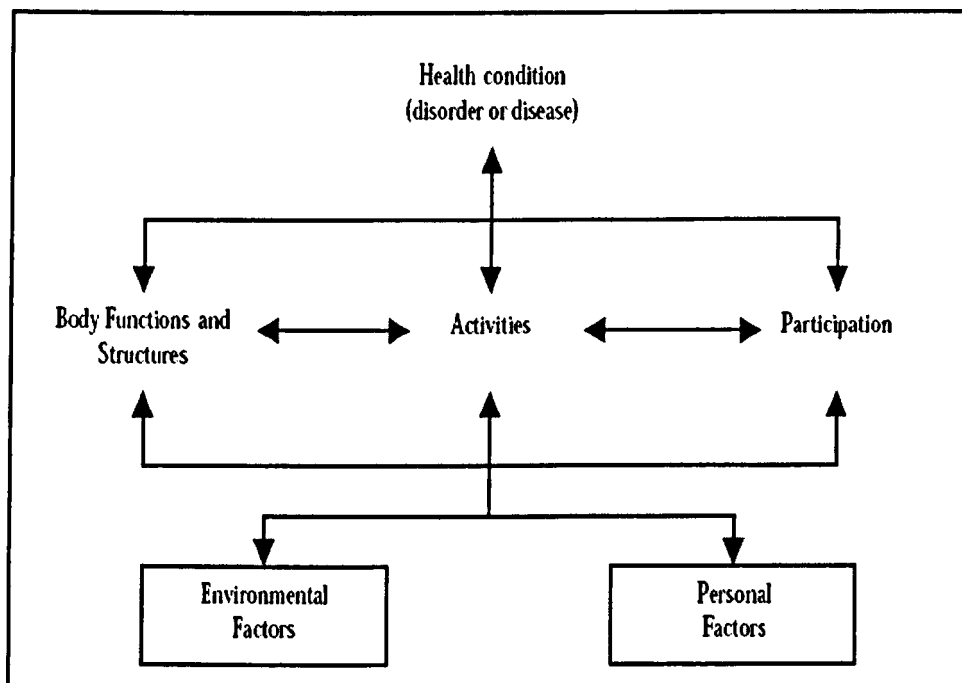 Health condition
(disorder or disease)
Body Functions and
Structures
Activities
Participation
Environmental
Factors
Personal
Factors